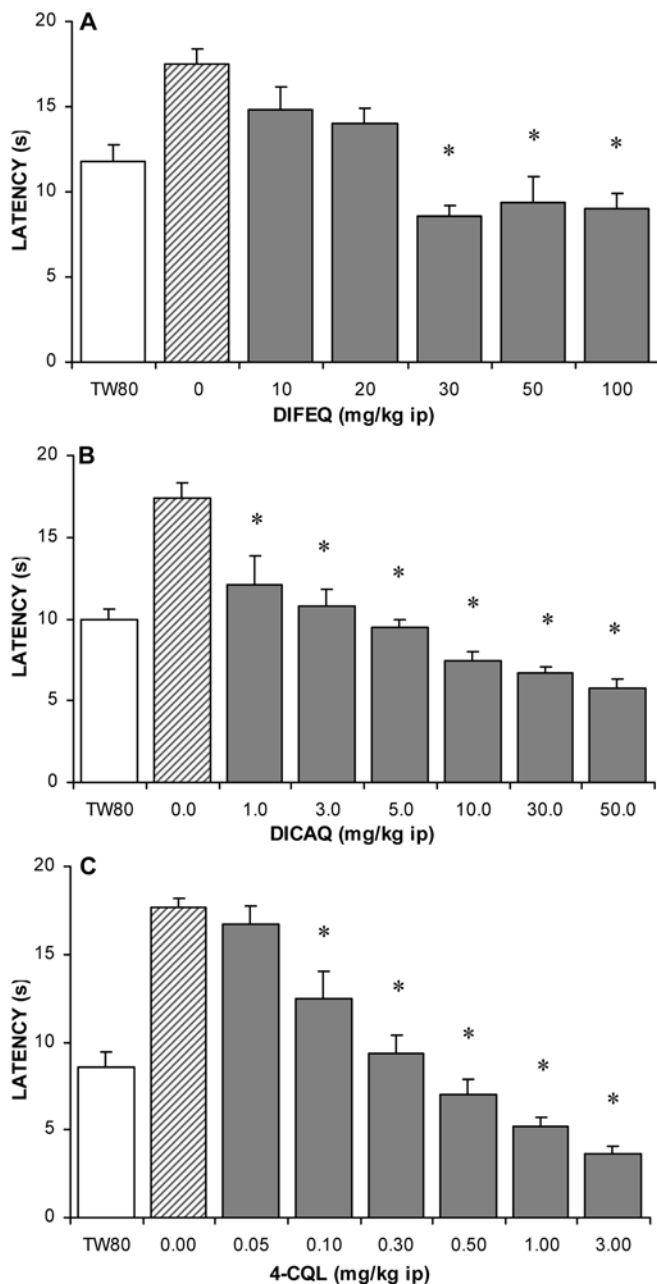 A
20
15
10
5
0
LATENCY (s)
* * *
TW80 0 10 20 30 50 100
DIFEQ (mg/kg ip)
B
20
15
10
5
0
LATENCY (s)
* * * * * *
TW80 0.0 1.0 3.0 5.0 10.0 30.0 50.0
DICAQ (mg/kg ip)
C
20
15
10
5
0
LATENCY (s)
* * * * *
TW80 0.00 0.05 0.10 0.30 0.50 1.00 3.00
4-CQL (mg/kg ip)